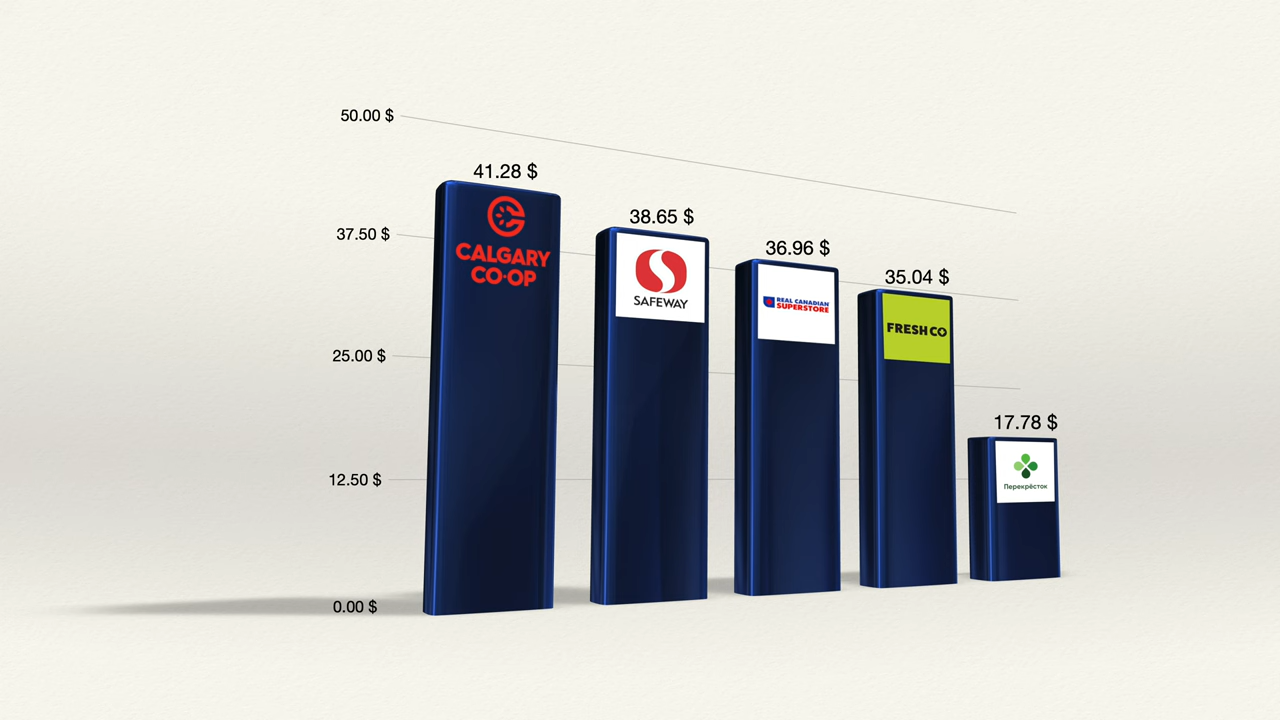 50.00 $
41.28 $
38.65 $
37.50 $
36.96 $
35.04 $
25.00 $
17.78 $
12.50 $
0.00 $
CALGARY
CO·OP
SAFEWAY
REAL CANADIAN
SUPERSTORE
FRESHCO
Перекрёсток